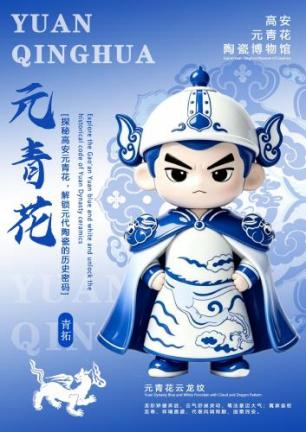 YUAN
QINGHUA
高安
元青花
陶瓷博物馆
元青花
[探秘高安元青花·解锁元代陶瓷的历史密码]
Explore the Gao'an Yuan blue and white and unlock the
historical code of Yuan Dynasty ceramics
YUAN
QINGHUA
青拓
元青花云龙纹
Yuan Dynasty Blue and White Porcelain with Cloud and Dragon Pattern